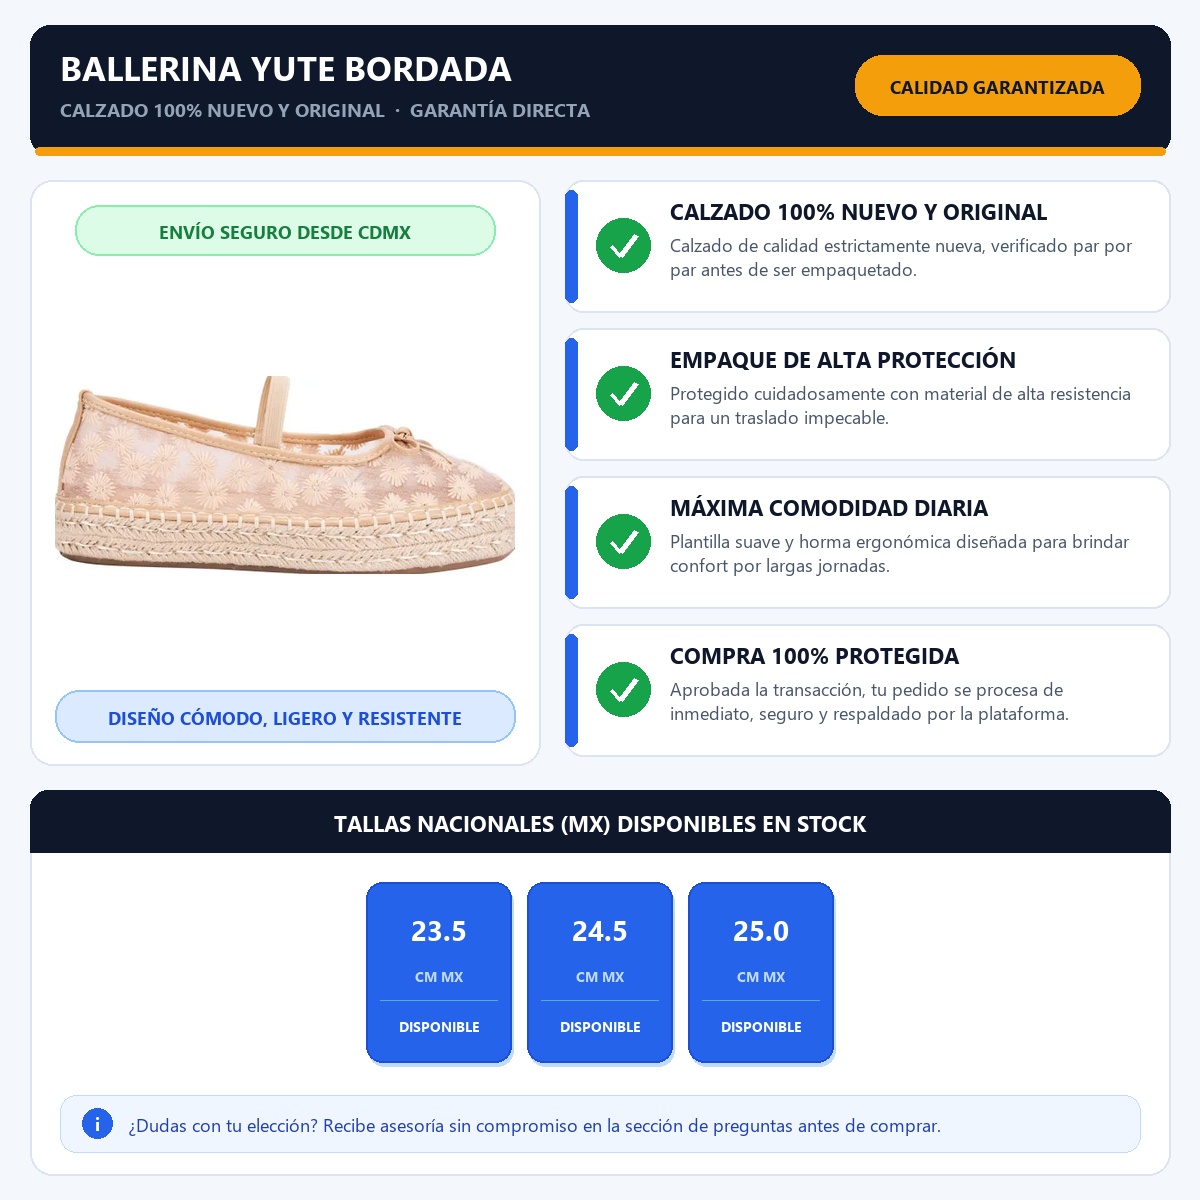 BALLERINA YUTE BORDADA
CALZADO 100% NUEVO Y ORIGINAL · GARANTÍA DIRECTA
CALIDAD GARANTIZADA
ENVÍO SEGURO DESDE CDMX
DISEÑO CÓMODO, LIGERO Y RESISTENTE
CALZADO 100% NUEVO Y ORIGINAL
Calzado de calidad estrictamente nueva, verificado par por
par antes de ser empaquetado.
EMPAQUE DE ALTA PROTECCIÓN
Protegido cuidadosamente con material de alta resistencia
para un traslado impecable.
MÁXIMA COMODIDAD DIARIA
Plantilla suave y horma ergonómica diseñada para brindar
confort por largas jornadas.
COMPRA 100% PROTEGIDA
Aprobada la transacción, tu pedido se procesa de
inmediato, seguro y respaldado por la plataforma.
TALLAS NACIONALES (MX) DISPONIBLES EN STOCK
23.5
CM MX
DISPONIBLE
24.5
CM MX
DISPONIBLE
25.0
CM MX
DISPONIBLE
¿Dudas con tu elección? Recibe asesoría sin compromiso en la sección de preguntas antes de comprar.